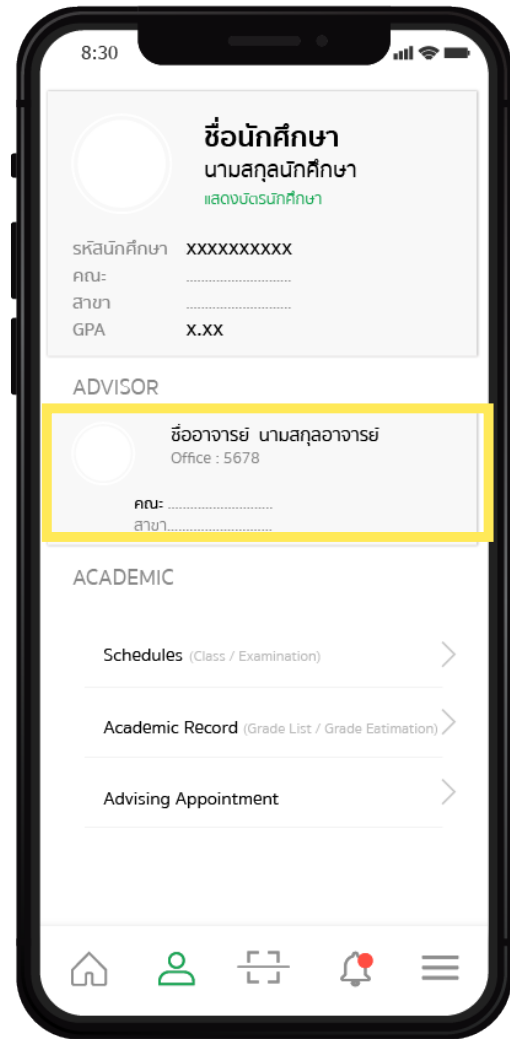 8:30
ชื่อนักศึกษา
นามสกุลนักศึกษา
แสดงบัตรนักศึกษา
รหัสนักศึกษา xxxxxxxxxx
คณะ ............................
สาขา ............................
GPA x.xx
ADVISOR
ชื่ออาจารย์ นามสกุลอาจารย์
Office : 5678
คณะ ............................
สาขา............................
ACADEMIC
Schedules (Class / Examination)
Academic Record (Grade List / Grade Eatimation)
Advising Appointment